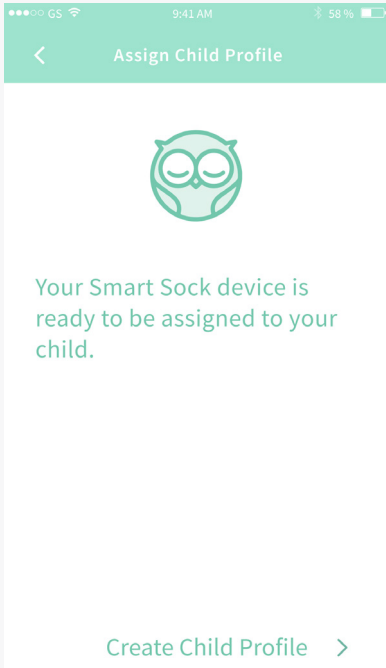 GS 9:41 AM 58 %
Assign Child Profile
Your Smart Sock device is
ready to be assigned to your
child.
Create Child Profile